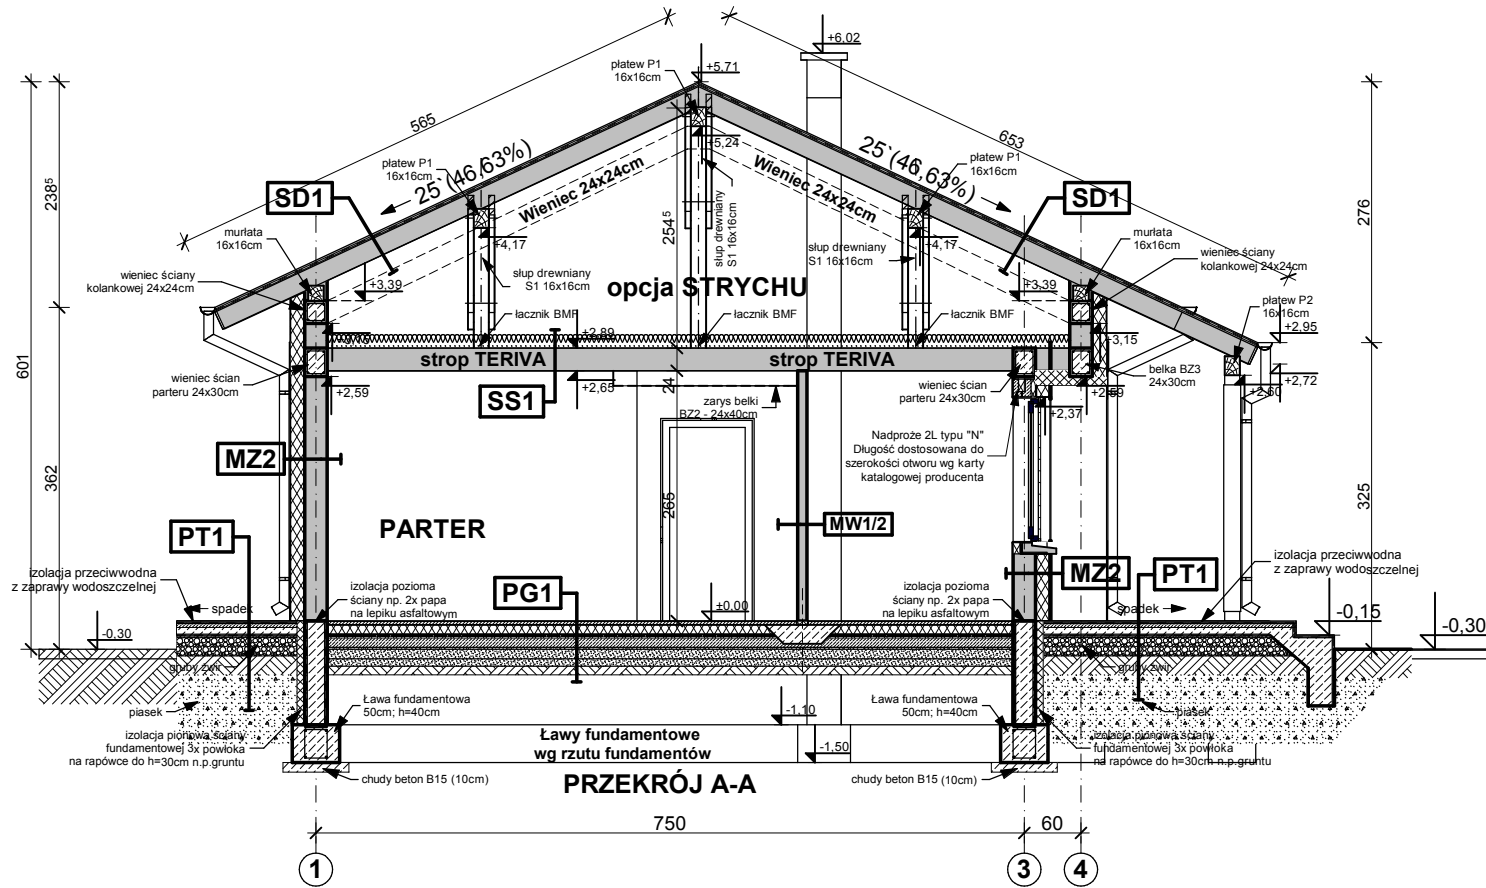 +6,02
płatew P1
16x16cm
+5,71
565
653
25`(46,63%)
25`(46,63%)
+5,24
płatew P1
16x16cm
płatew P1
16x16cm
Wieniec 24x24cm
Wieniec 24x24cm
SD1
SD1
238⁵
276
254⁵
słup drewniany
S1 16x16cm
murłata
16x16cm
murłata
16x16cm
+4,17
+4,17
słup drewniany
S1 16x16cm
słup drewniany
S1 16x16cm
wieniec ściany
kolankowej 24x24cm
wieniec ściany
kolankowej 24x24cm
+3,39
+3,39
opcja STRYCHU
płatew P2
16x16cm
łacznik BMF
łacznik BMF
łacznik BMF
+3,15
+2,89
+3,15
+2,95
strop TERIVA
strop TERIVA
601
wieniec ścian
parteru 24x30cm
+2,59
+2,65
24
SS1
wieniec ścian
parteru 24x30cm
belka BZ3
24x30cm
+2,59
+2,60
+2,72
zarys belki
BZ2 - 24x40cm
+2,37
Nadproże 2L typu "N"
Długość dostosowana do
szerokości otworu wg karty
katalogowej producenta
MZ2
362
325
265
PARTER
MW1/2
PT1
izolacja przeciwwodna
z zaprawy wodoszczelnej
izolacja pozioma
ściany np. 2x papa
na lepiku asfaltowym
PG1
izolacja pozioma
ściany np. 2x papa
na lepiku asfaltowym
MZ2
PT1
izolacja przeciwwodna
z zaprawy wodoszczelnej
spadek
±0,00
spadek
-0,15
-0,30
-0,30
gruby żwir
gruby żwir
piasek
piasek
Ława fundamentowa
50cm; h=40cm
Ława fundamentowa
50cm; h=40cm
-1,10
izolacja pionowa ściany
fundamentowej 3x powłoka
na rapówce do h=30cm n.p.gruntu
Ławy fundamentowe
wg rzutu fundamentów
-1,50
izolacja pionowa ściany
fundamentowej 3x powłoka
na rapówce do h=30cm n.p.gruntu
chudy beton B15 (10cm)
PRZEKRÓJ A-A
chudy beton B15 (10cm)
750
60
1
3
4